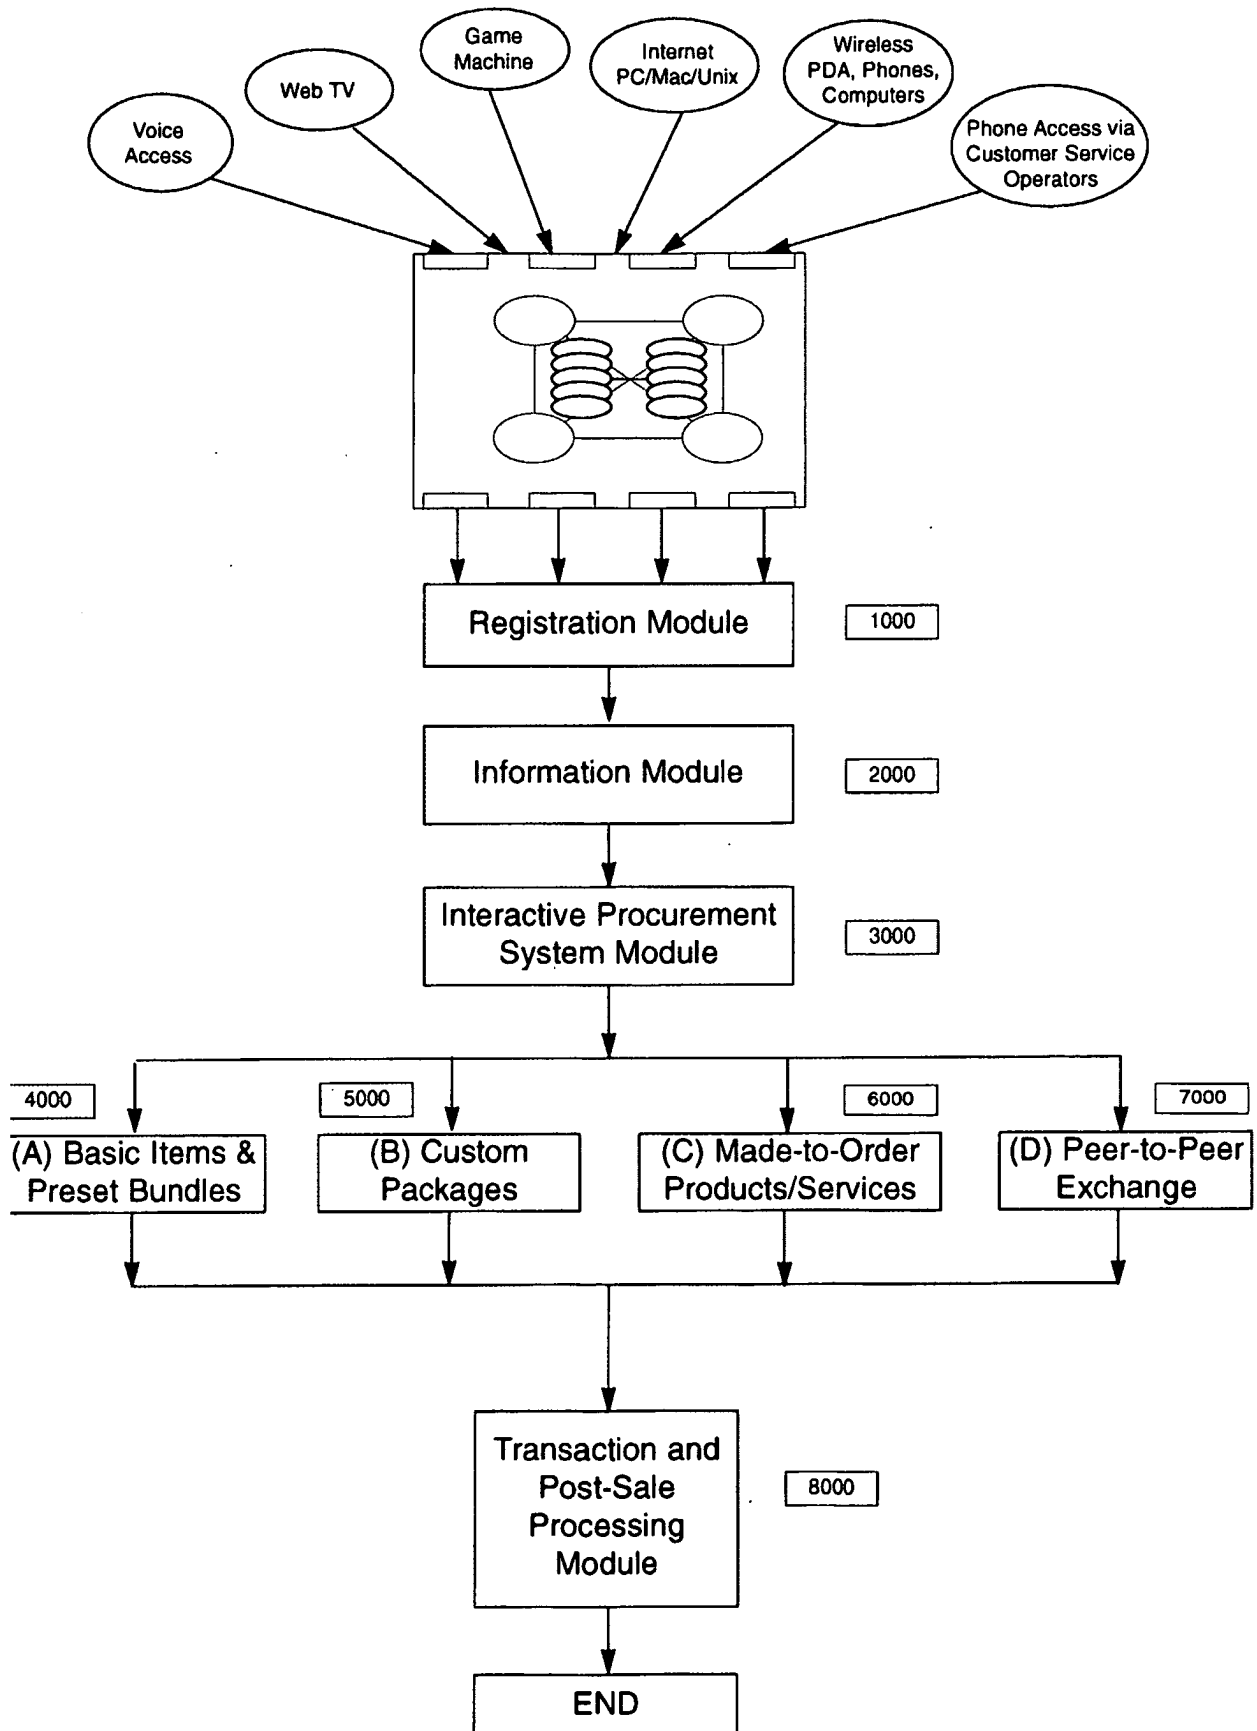 Game
Machine
Internet
PC/Mac/Unix
Wireless
PDA, Phones,
Computers
Web TV
Voice
Access
Phone Access via
Customer Service
Operators
Registration Module
1000
Information Module
2000
Interactive Procurement
System Module
3000
4000
5000
6000
7000
(A) Basic Items &
Preset Bundles
(B) Custom
Packages
(C) Made-to-Order
Products/Services
(D) Peer-to-Peer
Exchange
Transaction and
Post-Sale
Processing
Module
8000
END